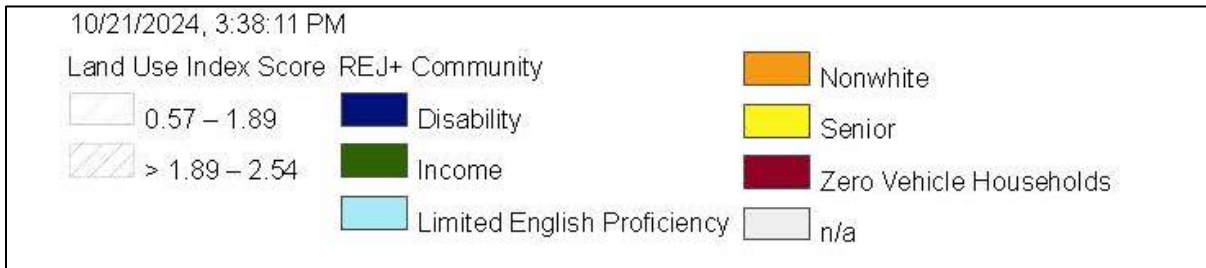 10/21/2024, 3:38:11 PM
Land Use Index Score
0.57 – 1.89
> 1.89 – 2.54
REJ+ Community
Disability
Income
Limited English Proficiency
Nonwhite
Senior
Zero Vehicle Households
n/a